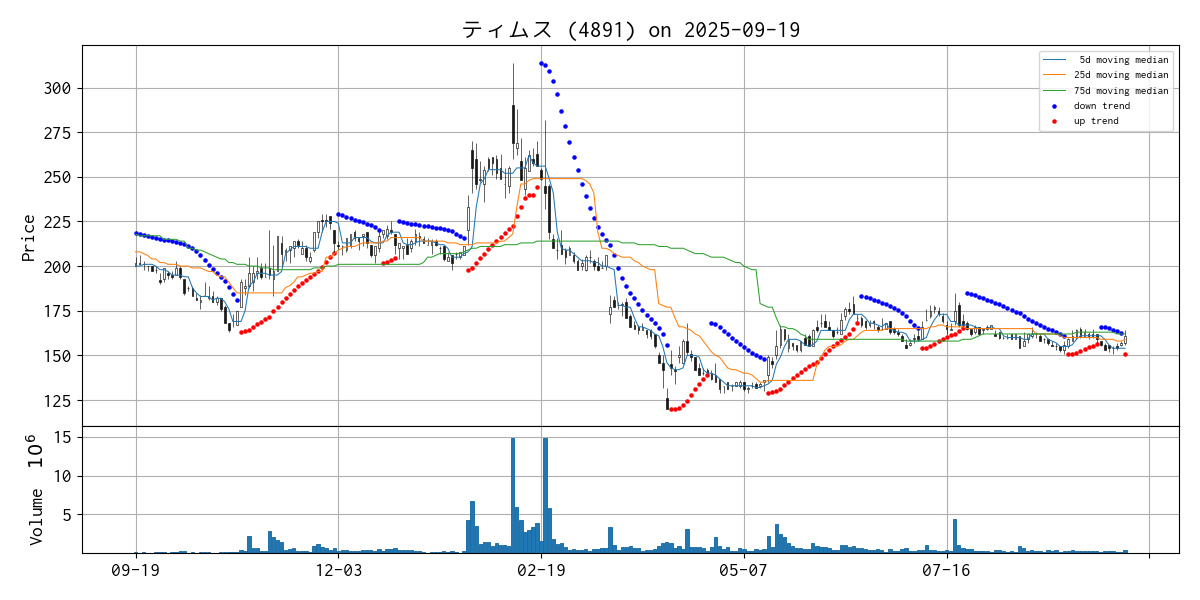 ティムス (4891) on 2025-09-19
5d moving median
25d moving median
75d moving median
down trend
up trend
Price
300
275
250
225
200
175
150
125
Volume 10^6
15
10
5
09-19 12-03 02-19 05-07 07-16